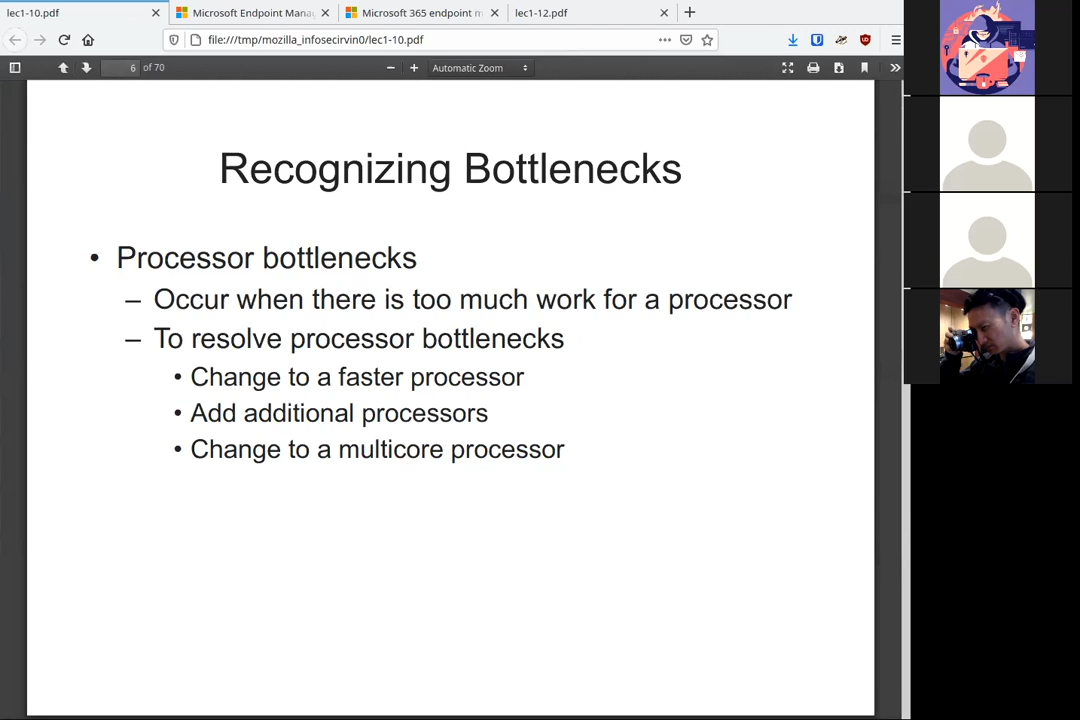 lec1-10.pdf
Microsoft Endpoint Mana
Microsoft 365 endpoint m
lec1-12.pdf
file:///tmp/mozilla_infosecirvin0/lec1-10.pdf
6 of 70
Automatic Zoom
Recognizing Bottlenecks
• Processor bottlenecks
– Occur when there is too much work for a processor
– To resolve processor bottlenecks
• Change to a faster processor
• Add additional processors
• Change to a multicore processor